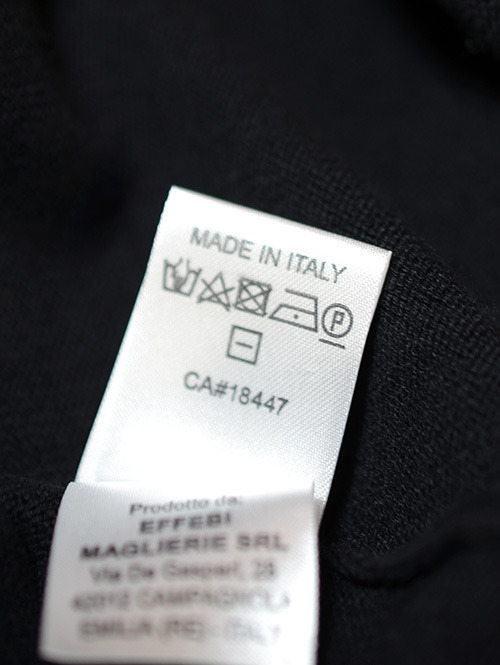 MADE IN ITALY
P
CA#18447
Prodotto da:
EFFEBI
MAGLIERIE SRL
Via De Gasperi, 28
42012 CAMPAGNOLA
EMILIA (RE) - ITALY